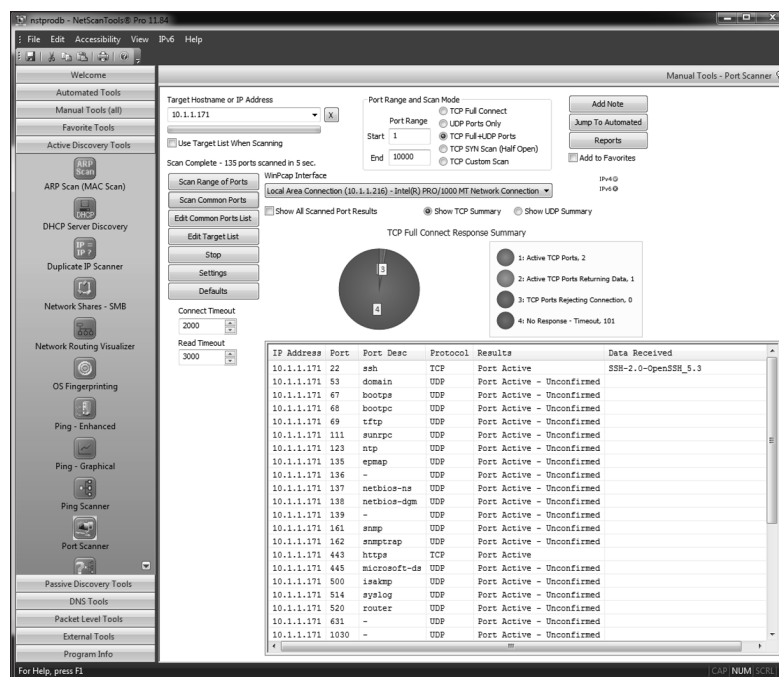 nstprodb - NetScanTools® Pro 11.84
File Edit Accessibility View IPv6 Help
Welcome
Automated Tools
Manual Tools (all)
Favorite Tools
Active Discovery Tools
ARP Scan
ARP Scan (MAC Scan)
DHCP
DHCP Server Discovery
IP =
IP ?
Duplicate IP Scanner
Network Shares - SMB
Network Routing Visualizer
OS Fingerprinting
Ping - Enhanced
Ping - Graphical
Ping Scanner
Port Scanner
Passive Discovery Tools
DNS Tools
Packet Level Tools
External Tools
Program Info
Manual Tools - Port Scanner
Target Hostname or IP Address
10.1.1.171 X
Use Target List When Scanning
Scan Complete - 135 ports scanned in 5 sec.
Port Range and Scan Mode
Port Range
Start 1
End 10000
TCP Full Connect
UDP Ports Only
TCP Full+UDP Ports
TCP SYN Scan (Half Open)
TCP Custom Scan
Add Note
Jump To Automated
Reports
Add to Favorites
IPv4
IPv6
WinPcap Interface
Local Area Connection (10.1.1.216) - Intel(R) PRO/1000 MT Network Connection
Scan Range of Ports
Scan Common Ports
Edit Common Ports List
Edit Target List
Stop
Settings
Defaults
Connect Timeout
2000
Read Timeout
3000
Show All Scanned Port Results Show TCP Summary Show UDP Summary
TCP Full Connect Response Summary
3
4
1: Active TCP Ports, 2
2: Active TCP Ports Returning Data, 1
3: TCP Ports Rejecting Connection, 0
4: No Response - Timeout, 101
IP Address Port Port Desc Protocol Results Data Received
10.1.1.171 22 ssh TCP Port Active SSH-2.0-OpenSSH_5.3
10.1.1.171 53 domain UDP Port Active - Unconfirmed
10.1.1.171 67 bootps UDP Port Active - Unconfirmed
10.1.1.171 68 bootpc UDP Port Active - Unconfirmed
10.1.1.171 69 tftp UDP Port Active - Unconfirmed
10.1.1.171 111 sunrpc UDP Port Active - Unconfirmed
10.1.1.171 123 ntp UDP Port Active - Unconfirmed
10.1.1.171 135 epmap UDP Port Active - Unconfirmed
10.1.1.171 136 - UDP Port Active - Unconfirmed
10.1.1.171 137 netbios-ns UDP Port Active - Unconfirmed
10.1.1.171 138 netbios-dgm UDP Port Active - Unconfirmed
10.1.1.171 139 - UDP Port Active - Unconfirmed
10.1.1.171 161 snmp UDP Port Active - Unconfirmed
10.1.1.171 162 snmptrap UDP Port Active - Unconfirmed
10.1.1.171 443 https TCP Port Active
10.1.1.171 445 microsoft-ds UDP Port Active - Unconfirmed
10.1.1.171 500 isakmp UDP Port Active - Unconfirmed
10.1.1.171 514 syslog UDP Port Active - Unconfirmed
10.1.1.171 520 router UDP Port Active - Unconfirmed
10.1.1.171 631 - UDP Port Active - Unconfirmed
10.1.1.171 1030 - UDP Port Active - Unconfirmed
For Help, press F1
CAP NUM SCRL